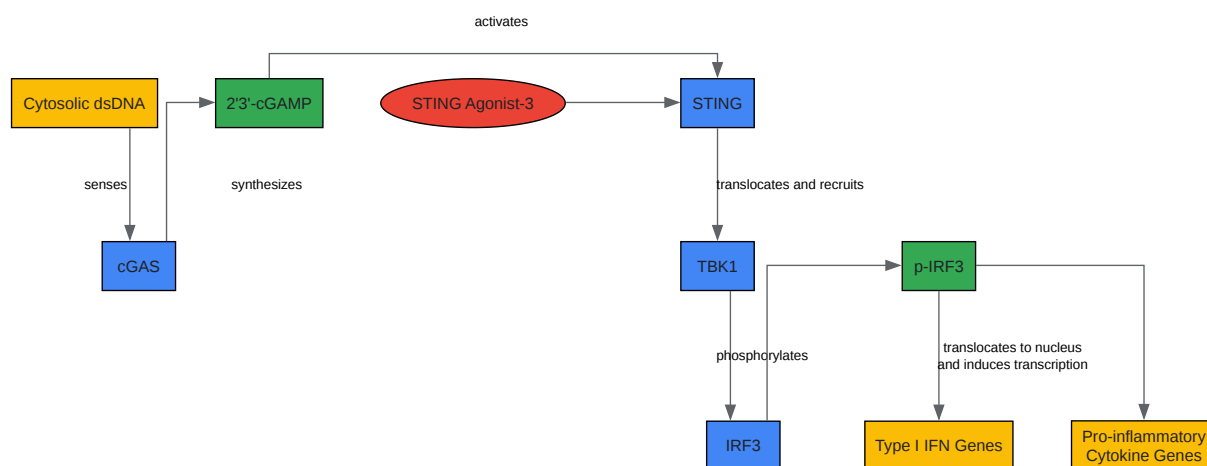 activates
Cytosolic dsDNA
2'3'-cGAMP
STING Agonist-3
STING
senses
synthesizes
translocates and recruits
cGAS
TBK1
p-IRF3
phosphorylates
translocates to nucleus
and induces transcription
IRF3
Type I IFN Genes
Pro-inflammatory
Cytokine Genes